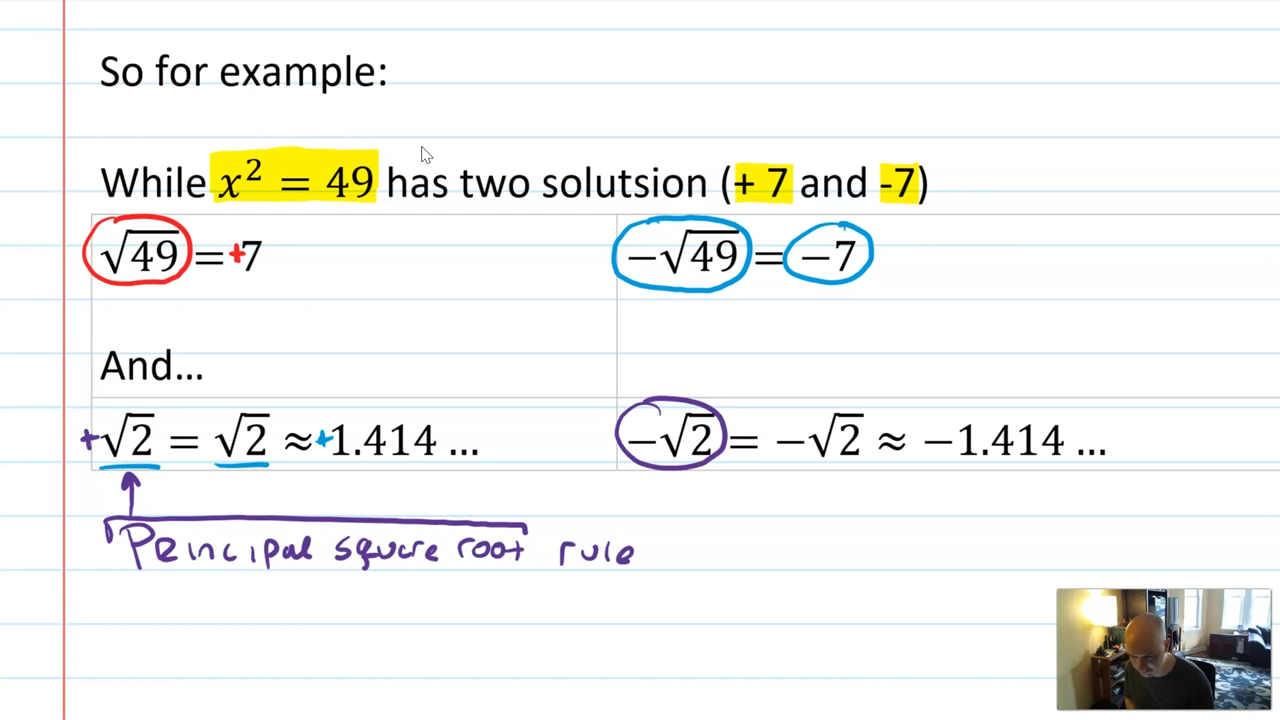 So for example:
While x² = 49 has two solutsion (+ 7 and -7)
√49 = +7
−√49 = −7
And...
+√2 = √2 ≈ +1.414 ...
−√2 = −√2 ≈ −1.414 ...
Principal square root rule